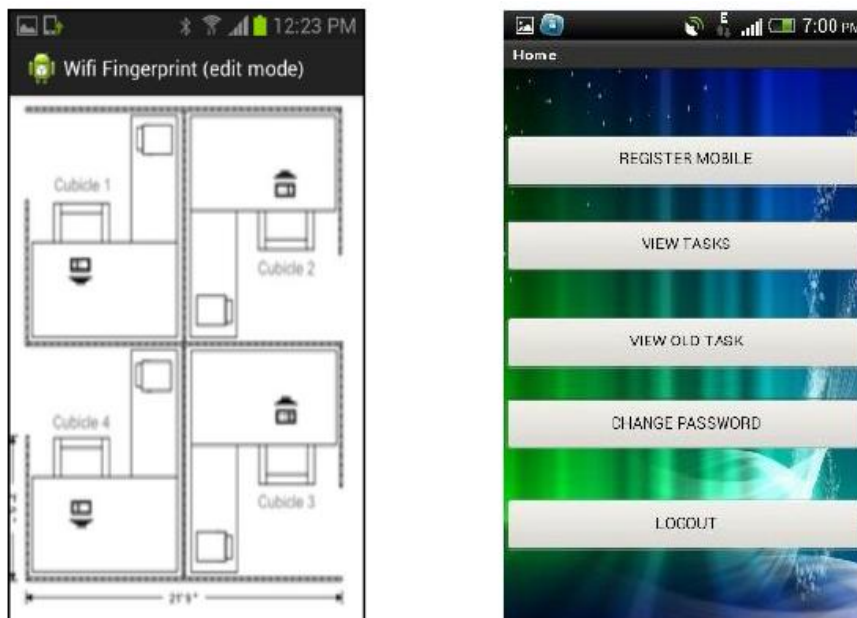 12:23 PM
Wifi Fingerprint (edit mode)
Cubicle 1
Cubicle 2
Cubicle 4
Cubicle 3
7:00 PM
Home
REGISTER MOBILE
VIEW TASKS
VIEW OLD TASK
CHANGE PASSWORD
LOGOUT